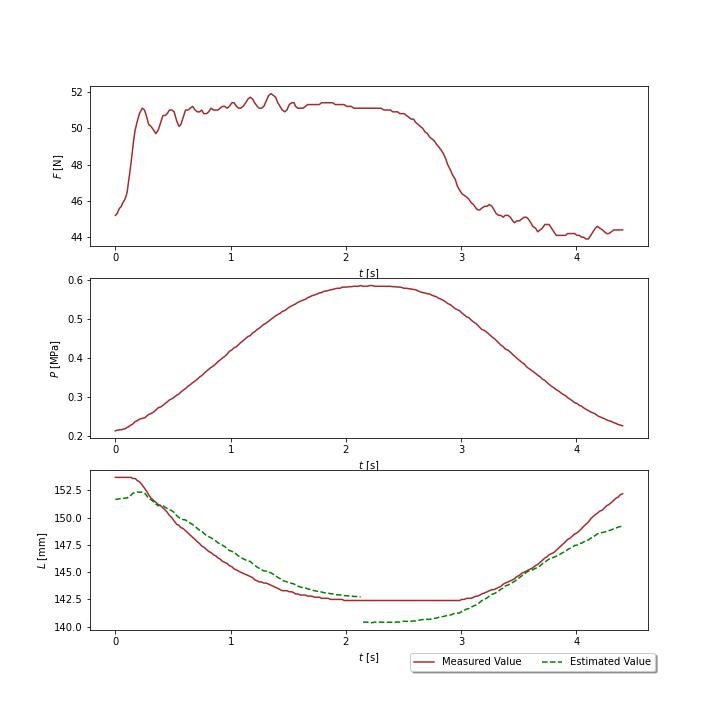 52
50
48
46
44
F [N]
0 1 2 3 4
t [s]
0.6
0.5
0.4
0.3
0.2
P [MPa]
0 1 2 3 4
t [s]
152.5
150.0
147.5
145.0
142.5
140.0
L [mm]
0 1 2 3 4
t [s]
Measured Value Estimated Value